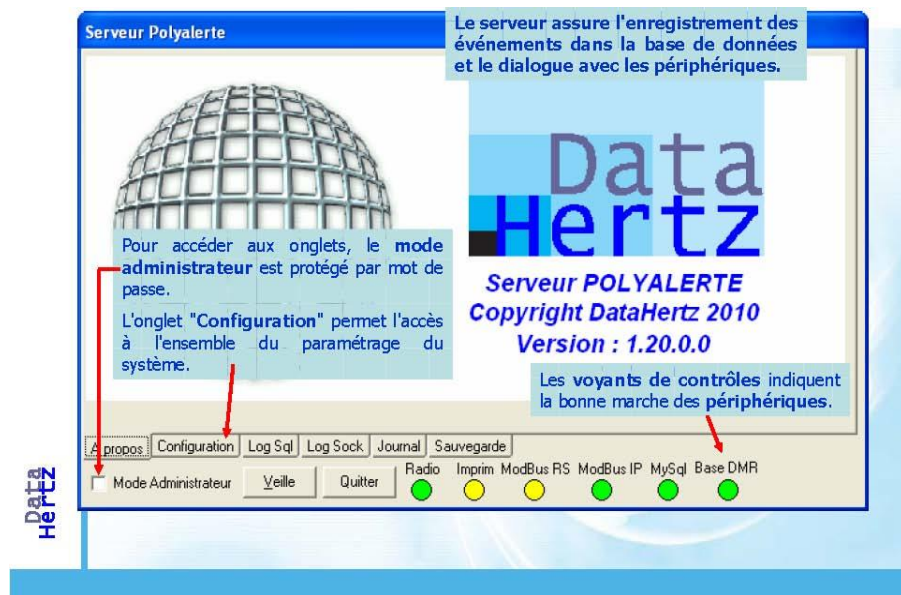 Serveur Polyalerte
Le serveur assure l'enregistrement des
événements dans la base de données
et le dialogue avec les périphériques.
Data
Hertz
Pour accéder aux onglets, le mode
administrateur est protégé par mot de
passe.
L'onglet "Configuration" permet l'accès
à l'ensemble du paramétrage du
système.
Serveur POLYALERTE
Copyright DataHertz 2010
Version : 1.20.0.0
Les voyants de contrôles indiquent
la bonne marche des périphériques.
A propos Configuration Log Sql Log Sock Journal Sauvegarde
Mode Administrateur Veille Quitter Radio Imprim ModBus RS ModBus IP MySql Base DMR
Data
Hertz